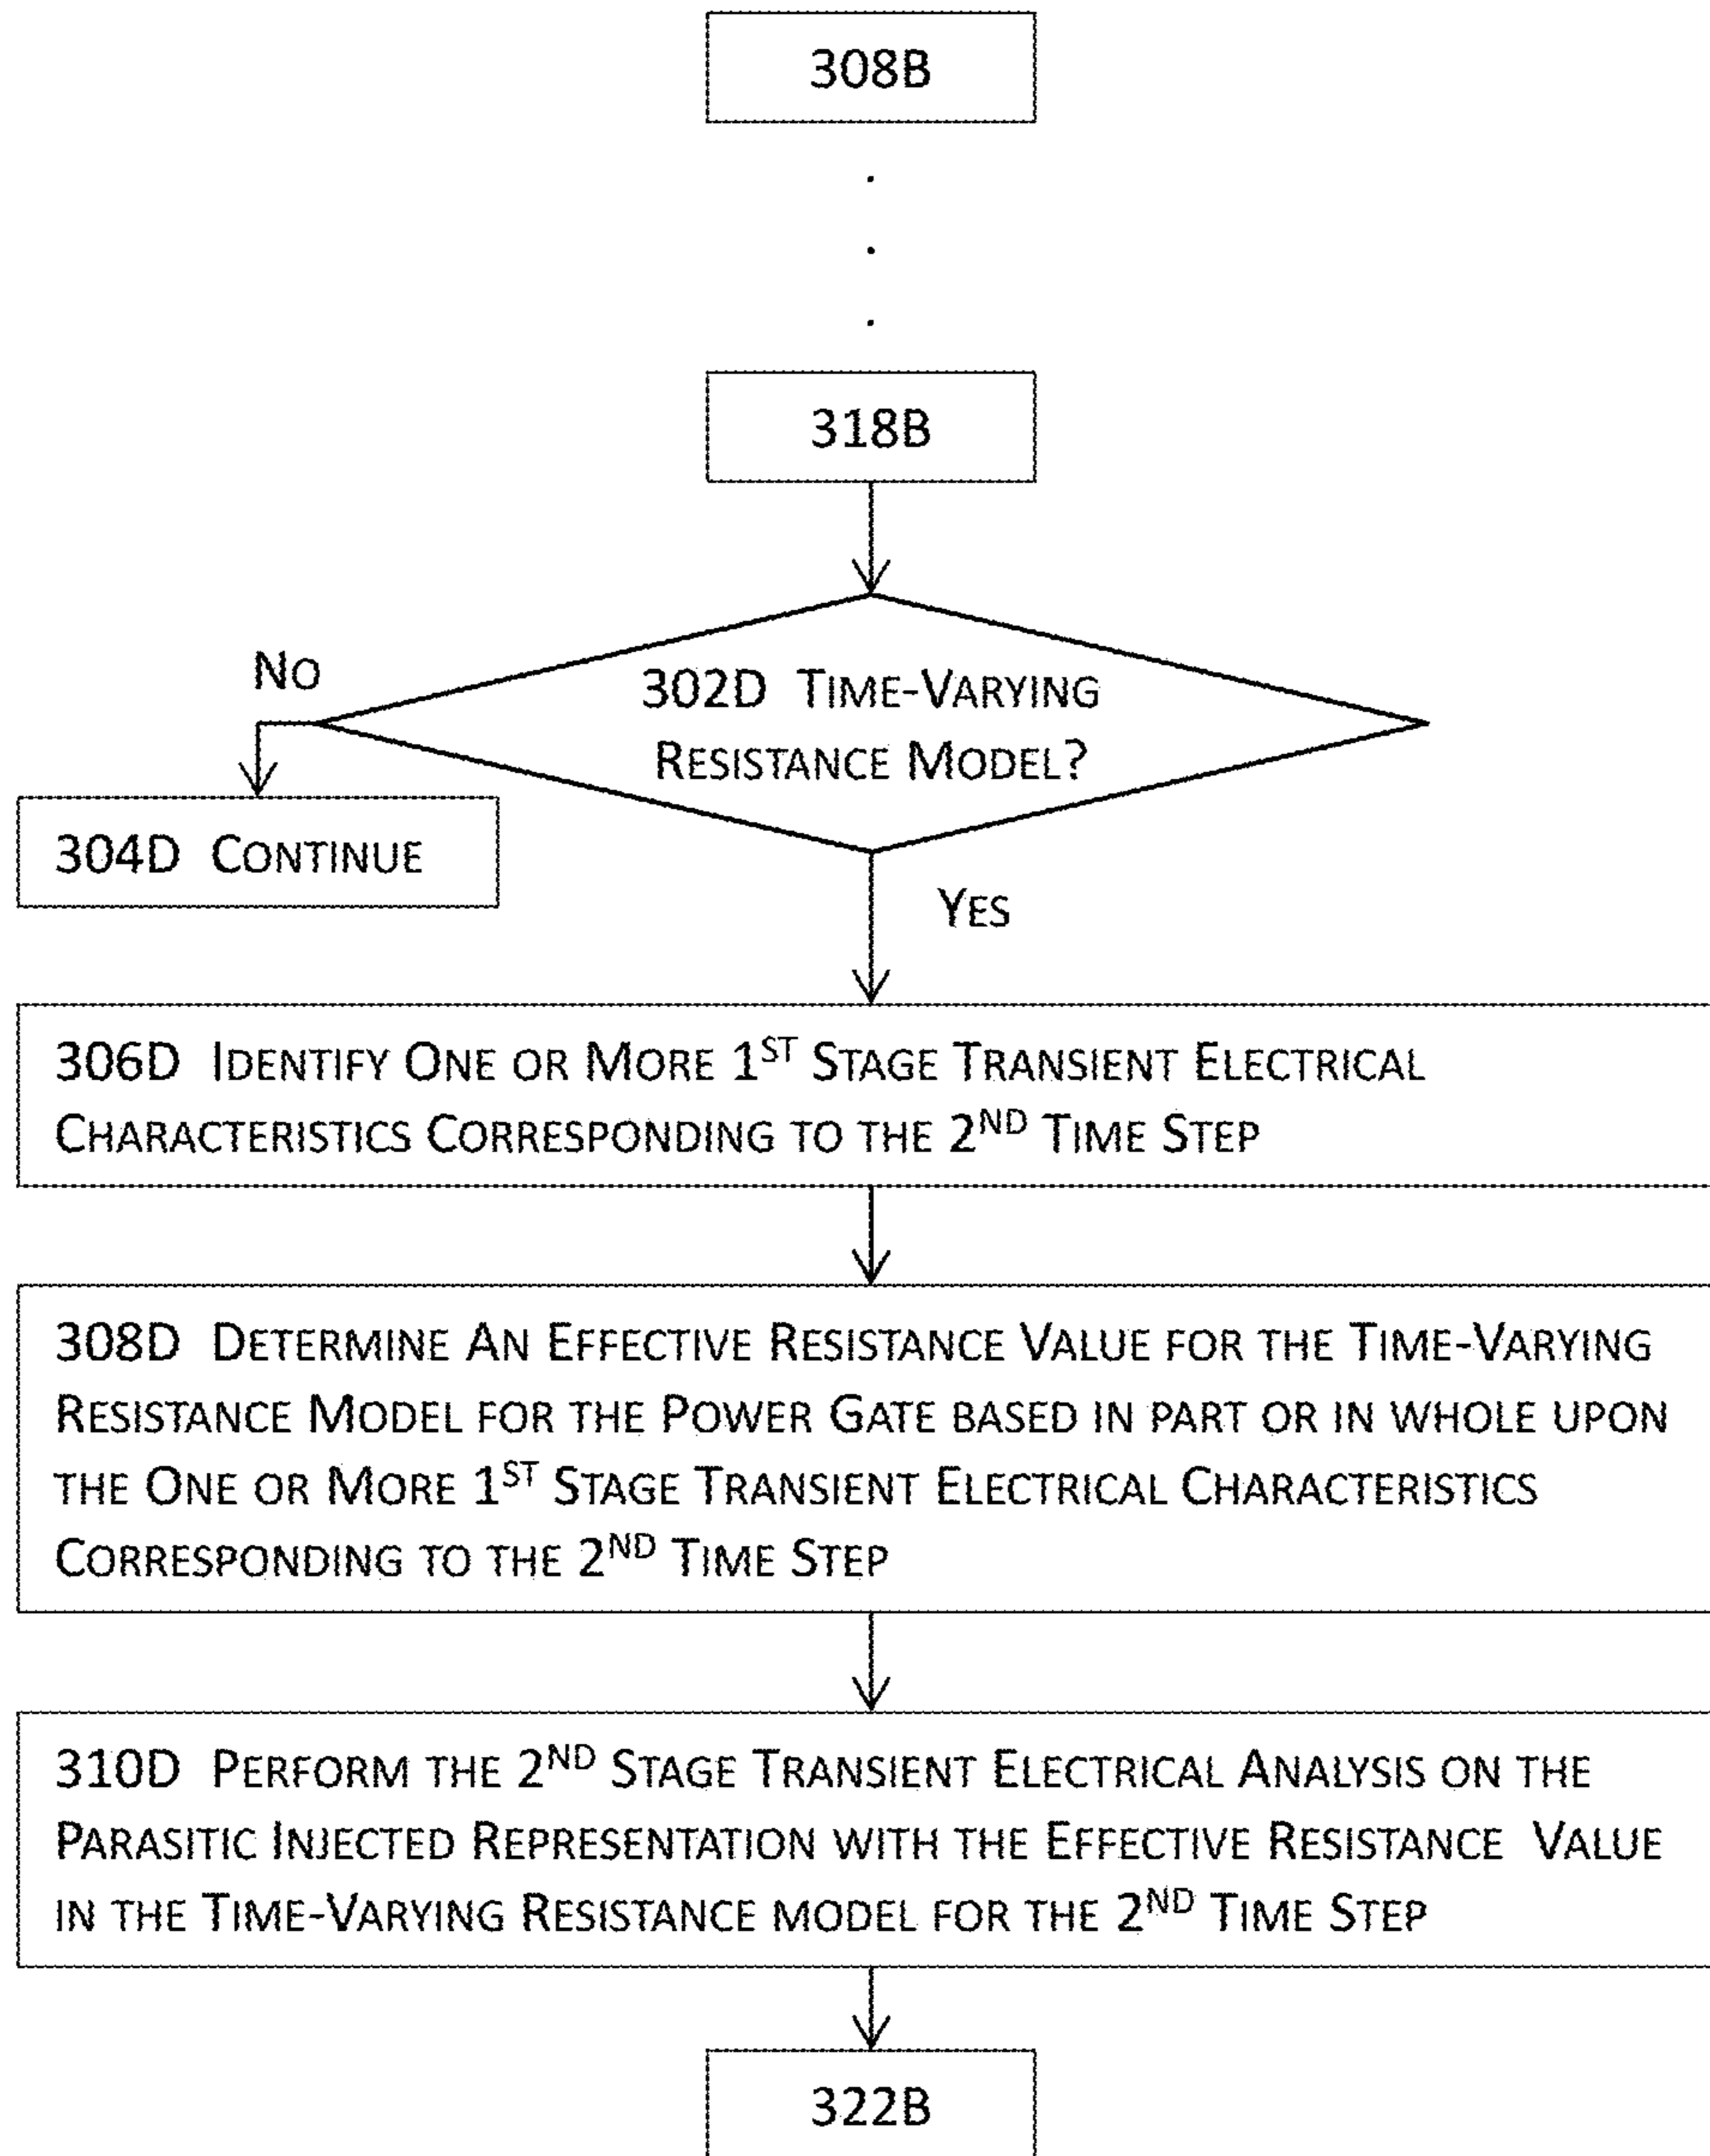 308B
.
.
.
318B
302D TIME-VARYING
RESISTANCE MODEL?
NO
304D CONTINUE
YES
306D IDENTIFY ONE OR MORE 1ST STAGE TRANSIENT ELECTRICAL
CHARACTERISTICS CORRESPONDING TO THE 2ND TIME STEP
308D DETERMINE AN EFFECTIVE RESISTANCE VALUE FOR THE TIME-VARYING
RESISTANCE MODEL FOR THE POWER GATE BASED IN PART OR IN WHOLE UPON
THE ONE OR MORE 1ST STAGE TRANSIENT ELECTRICAL CHARACTERISTICS
CORRESPONDING TO THE 2ND TIME STEP
310D PERFORM THE 2ND STAGE TRANSIENT ELECTRICAL ANALYSIS ON THE
PARASITIC INJECTED REPRESENTATION WITH THE EFFECTIVE RESISTANCE VALUE
IN THE TIME-VARYING RESISTANCE MODEL FOR THE 2ND TIME STEP
322B